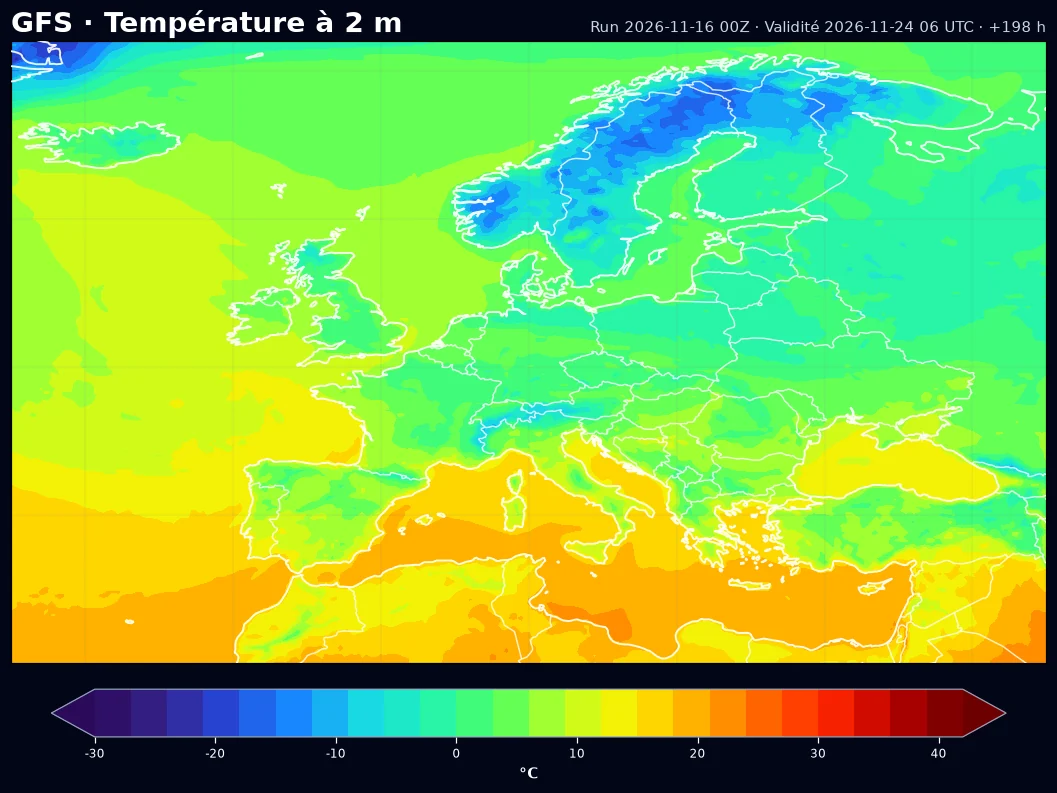 GFS · Température à 2 m
Run 2026-11-16 00Z · Validité 2026-11-24 06 UTC · +198 h
-30 -20 -10 0 10 20 30 40
°C